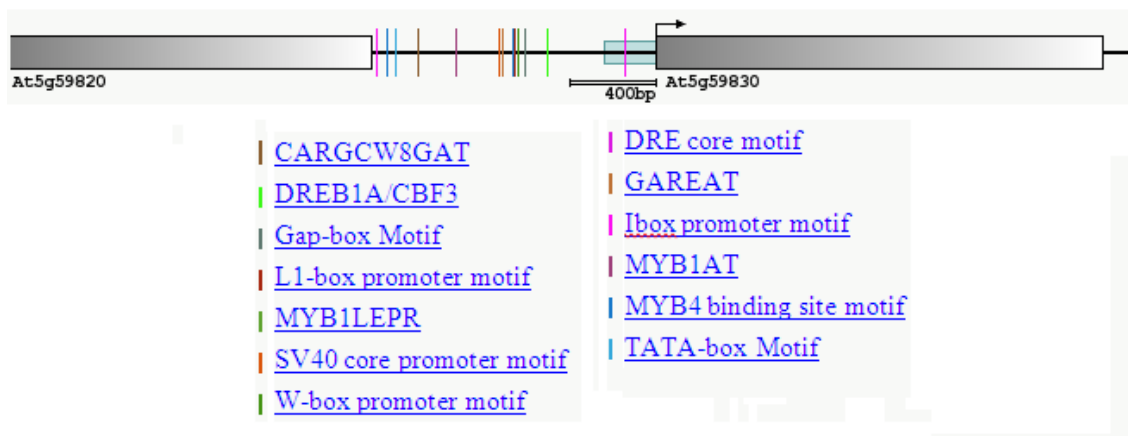 At5g59820
400bp
At5g59830
CARGCW8GAT
DREB1A/CBF3
Gap-box Motif
L1-box promoter motif
MYB1LEPR
SV40 core promoter motif
W-box promoter motif
DRE core motif
GAREAT
Ibox promoter motif
MYB1AT
MYB4 binding site motif
TATA-box Motif